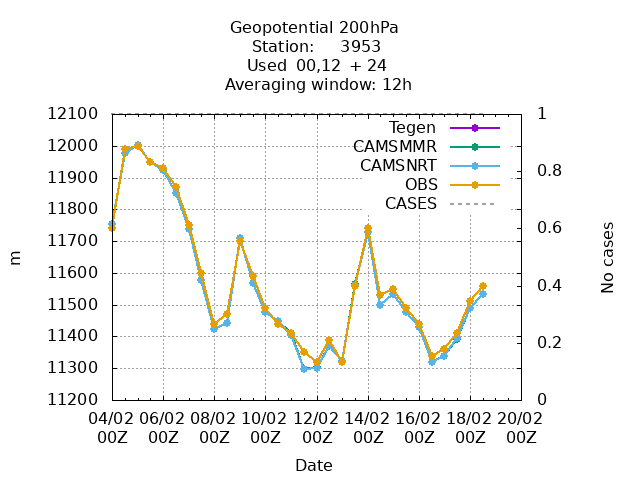 Geopotential 200hPa
Station: 3953
Used 00,12 + 24
Averaging window: 12h
12100
12000
11900
11800
11700
11600
11500
11400
11300
11200
m
1
0.8
0.6
0.4
0.2
0
No cases
Tegen
CAMSMMR
CAMSNRT
OBS
CASES
04/02 06/02 08/02 10/02 12/02 14/02 16/02 18/02 20/02
00Z 00Z 00Z 00Z 00Z 00Z 00Z 00Z 00Z
Date